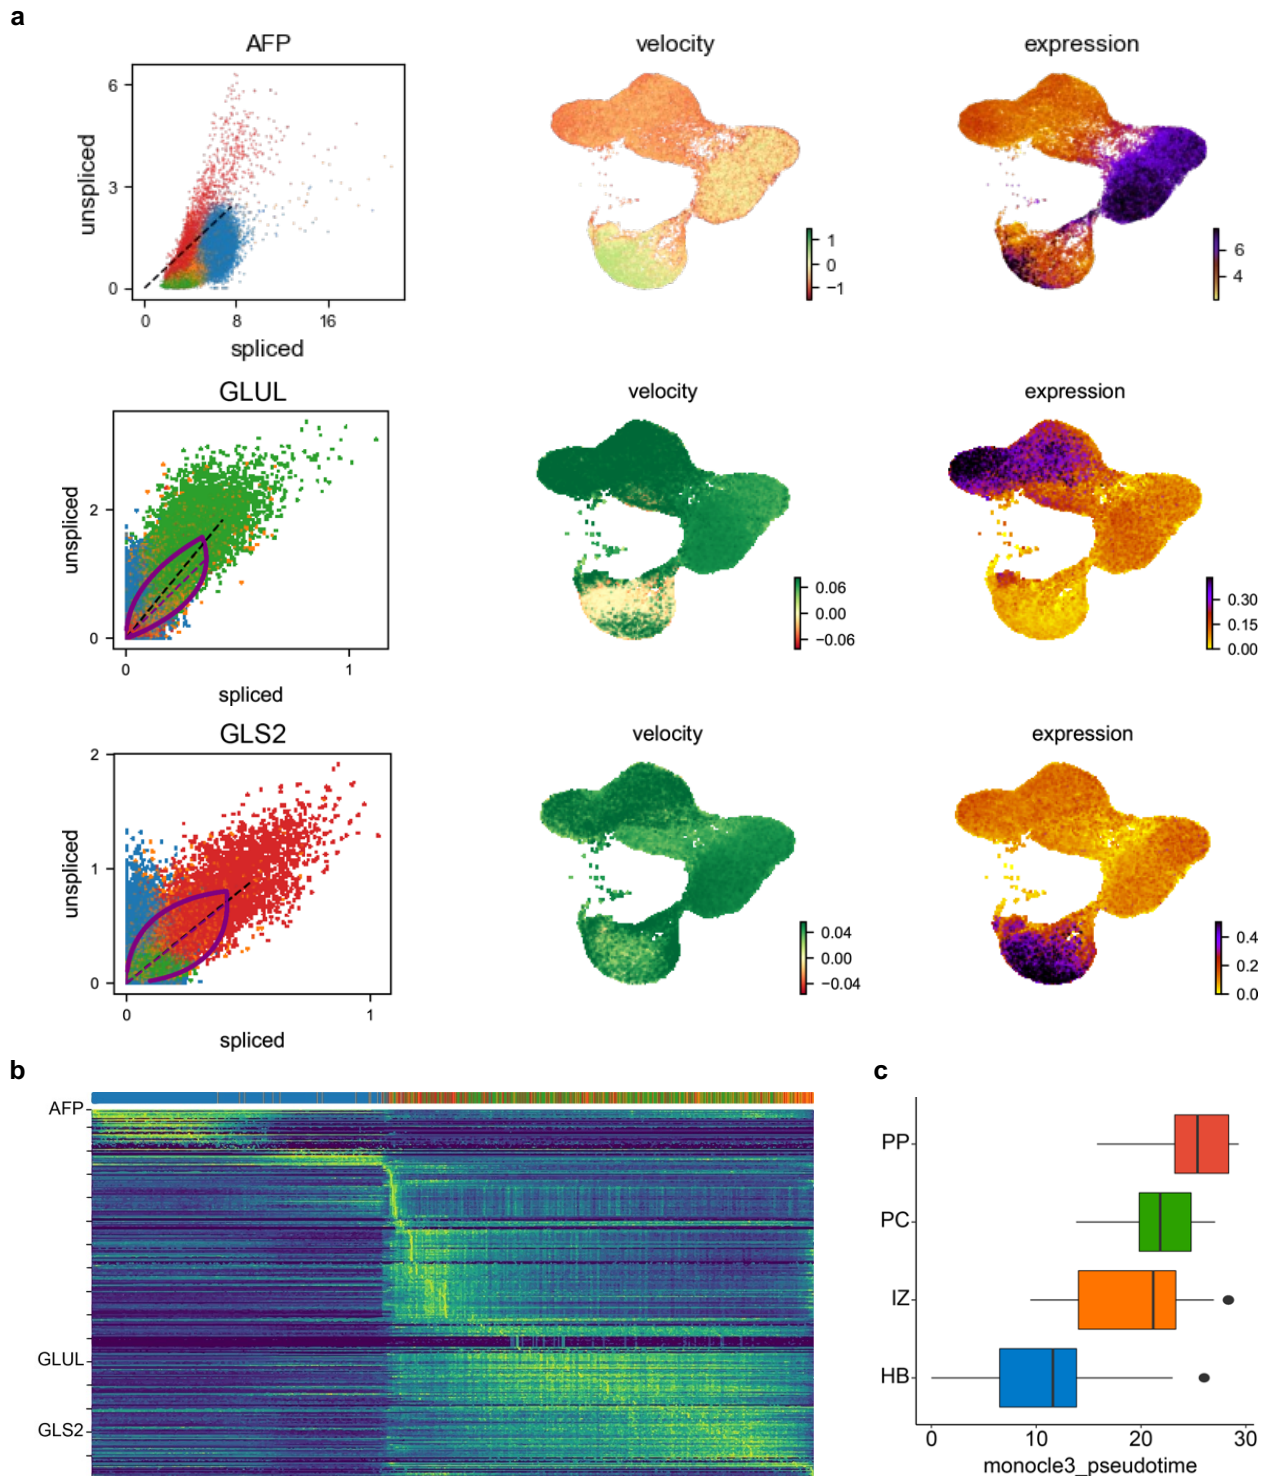 a
AFP
velocity
expression
unspliced
6
3
0
0
8
16
spliced
1
0
−1
6
4
GLUL
velocity
expression
unspliced
2
0
0
1
spliced
0.06
0.00
−0.06
0.30
0.15
0.00
GLS2
velocity
expression
unspliced
2
1
0
0
1
spliced
0.04
0.00
−0.04
0.4
0.2
0.0
b
AFP
GLUL
GLS2
c
PP
PC
IZ
HB
0
10
20
30
monocle3_pseudotime